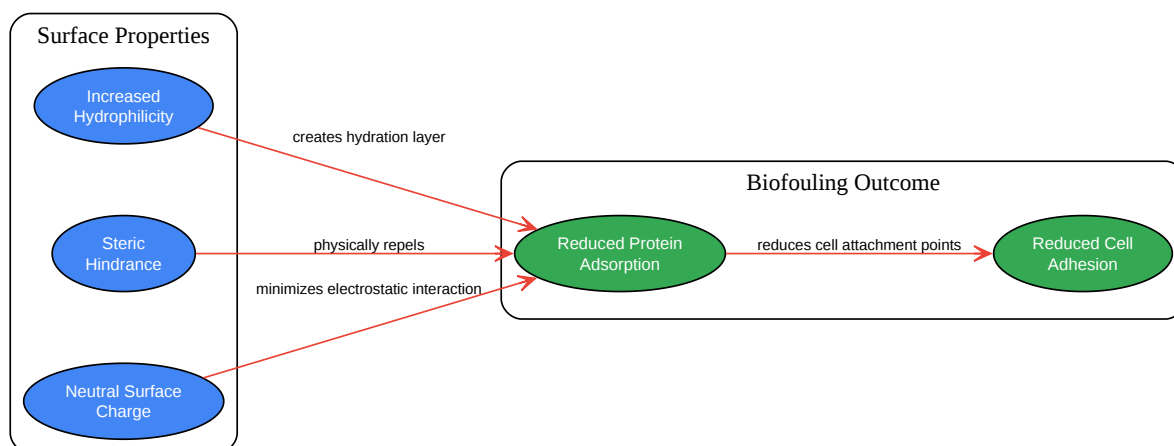 Surface Properties
Increased
Hydrophilicity
creates hydration layer
Biofouling Outcome
Steric
Hindrance
physically repels
Reduced Protein
Adsorption
reduces cell attachment points
Reduced Cell
Adhesion
minimizes electrostatic interaction
Neutral Surface
Charge